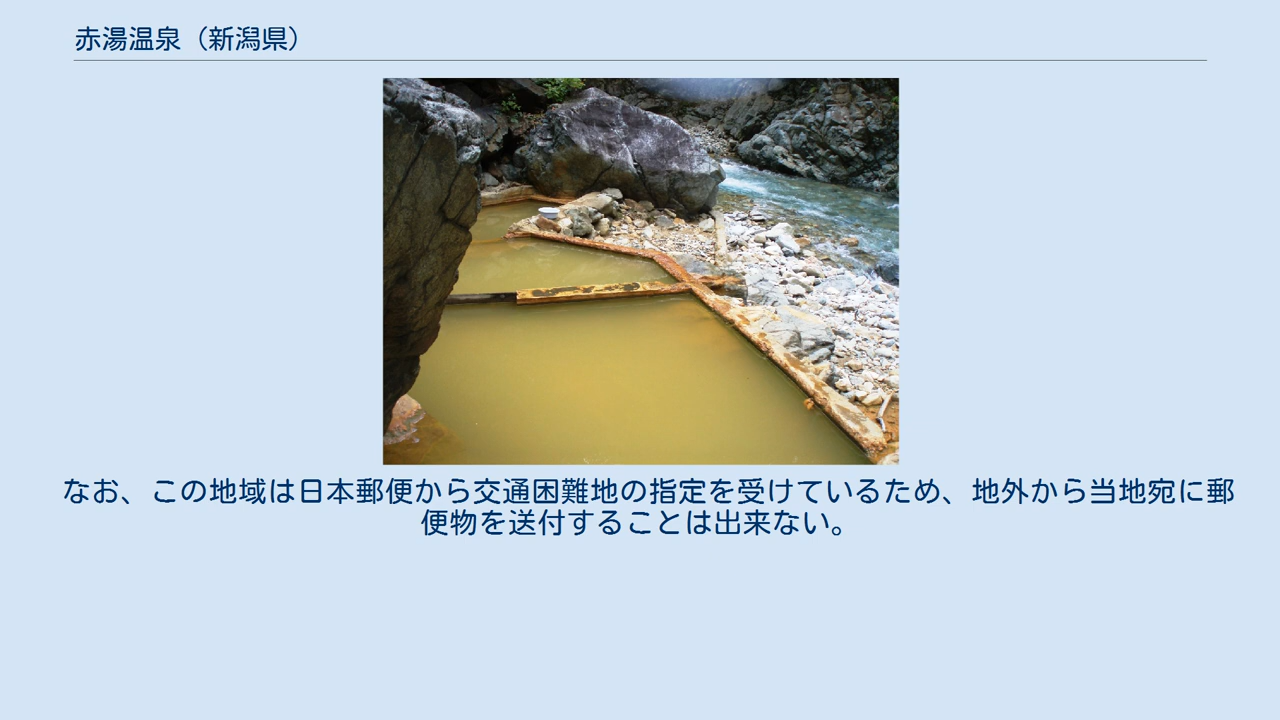 赤湯温泉（新潟県）
なお、この地域は日本郵便から交通困難地の指定を受けているため、地外から当地宛に郵
便物を送付することは出来ない。